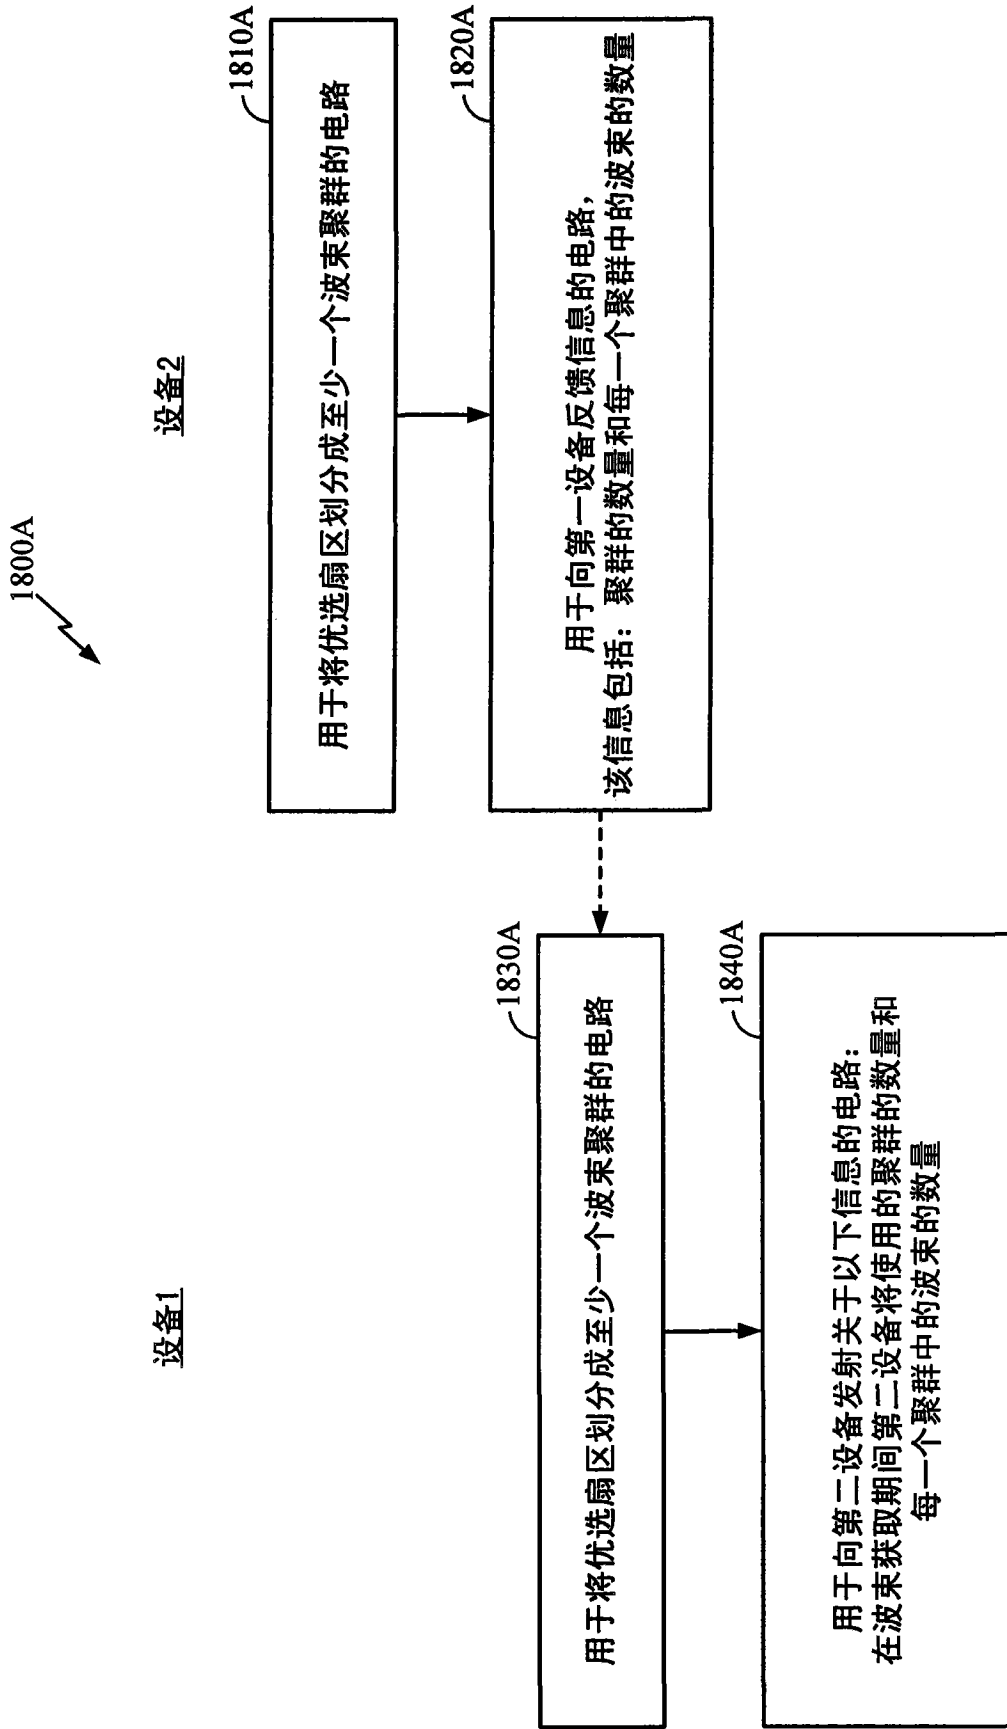 1800A
设备1
设备2
1810A
用于将优选扇区划分成至少一个波束聚群的电路
1820A
用于向第一设备反馈信息的电路，
该信息包括：聚群的数量和每一个聚群中的波束的数量
1830A
用于将优选扇区划分成至少一个波束聚群的电路
1840A
用于向第二设备发射关于以下信息的电路：
在波束获取期间第二设备将使用的聚群的数量和
每一个聚群中的波束的数量